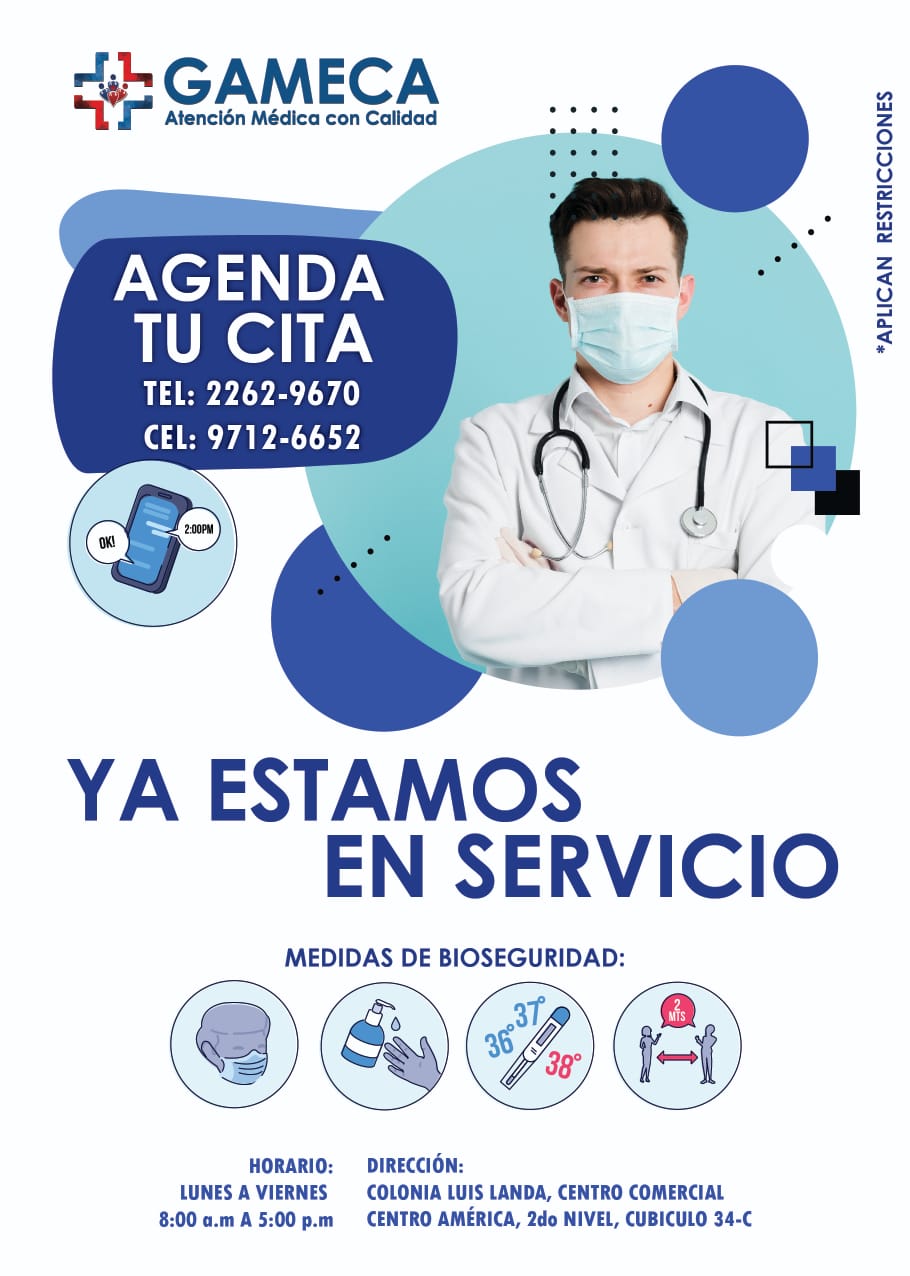 GAMECA
Atención Médica con Calidad
*APLICAN RESTRICCIONES
AGENDA
TU CITA
TEL: 2262-9670
CEL: 9712-6652
OK!
2:00PM
YA ESTAMOS
EN SERVICIO
MEDIDAS DE BIOSEGURIDAD:
36°
37°
38°
2
MTS
HORARIO:
LUNES A VIERNES
8:00 a.m A 5:00 p.m
DIRECCIÓN:
COLONIA LUIS LANDA, CENTRO COMERCIAL
CENTRO AMÉRICA, 2do NIVEL, CUBICULO 34-C